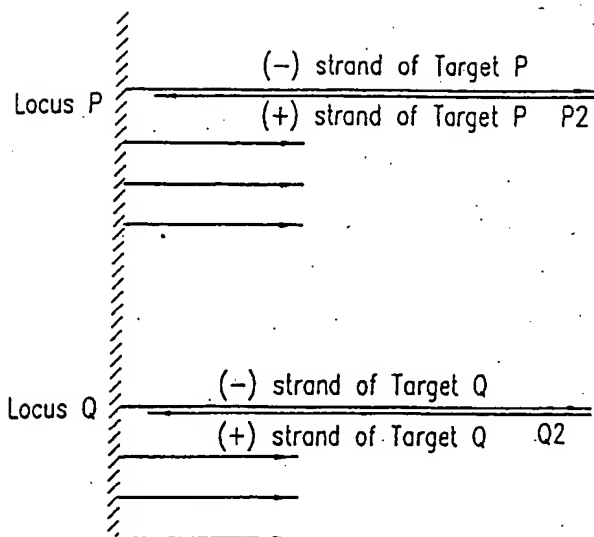 (-) strand of Target P
Locus P
(+) strand of Target P P2
(-) strand of Target Q
Locus Q
(+) strand of Target Q Q2